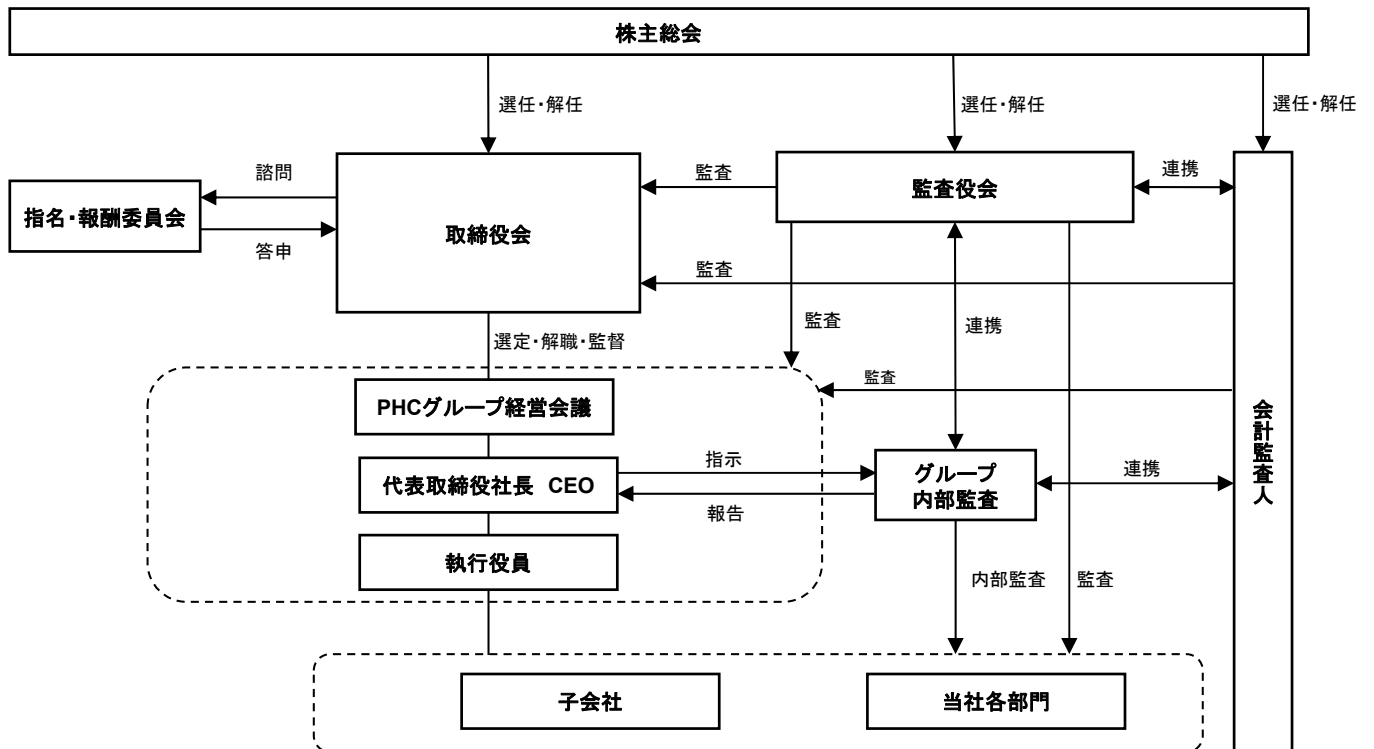 株主総会
選任・解任
選任・解任
選任・解任
諮問
監査
監査役会
連携
指名・報酬委員会
取締役会
答申
監査
選定・解職・監督
監査
連携
監査
PHCグループ経営会議
会計監査人
代表取締役社長 CEO
指示
報告
グループ
内部監査
連携
執行役員
内部監査
監査
子会社
当社各部門